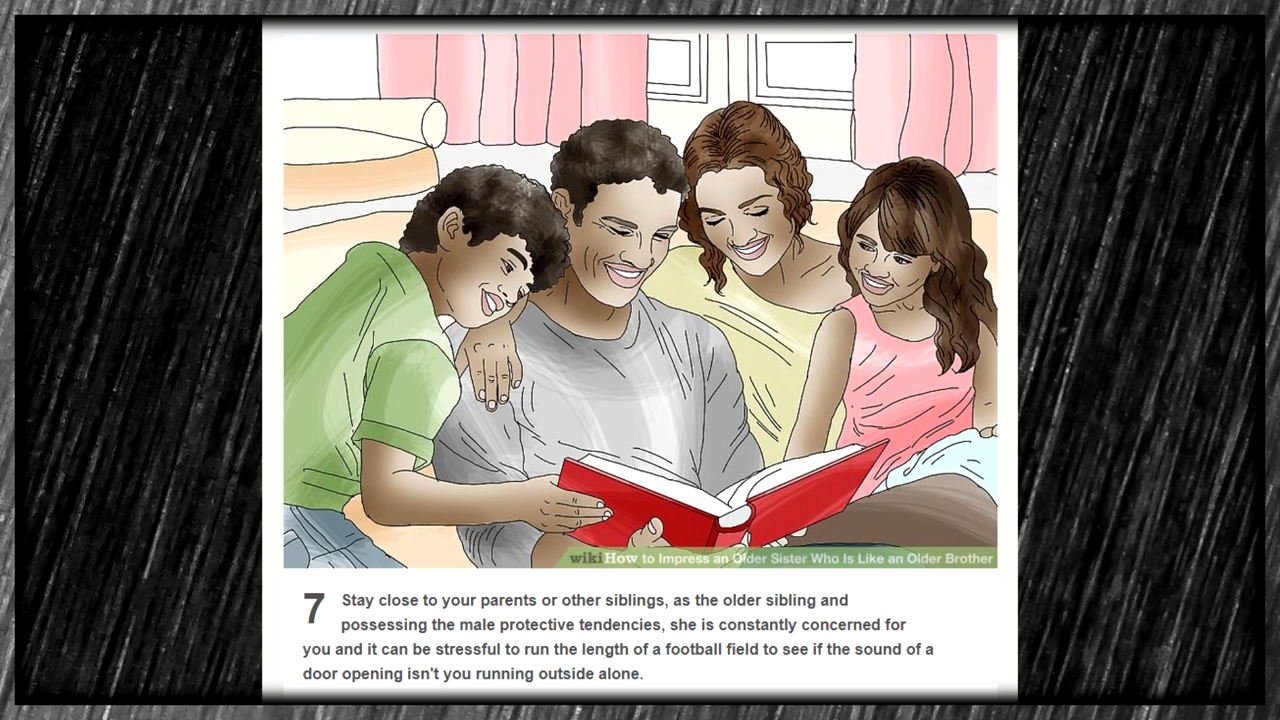 wikiHow to Impress an Older Sister Who Is Like an Older Brother
7 Stay close to your parents or other siblings, as the older sibling and
possessing the male protective tendencies, she is constantly concerned for
you and it can be stressful to run the length of a football field to see if the sound of a
door opening isn't you running outside alone.